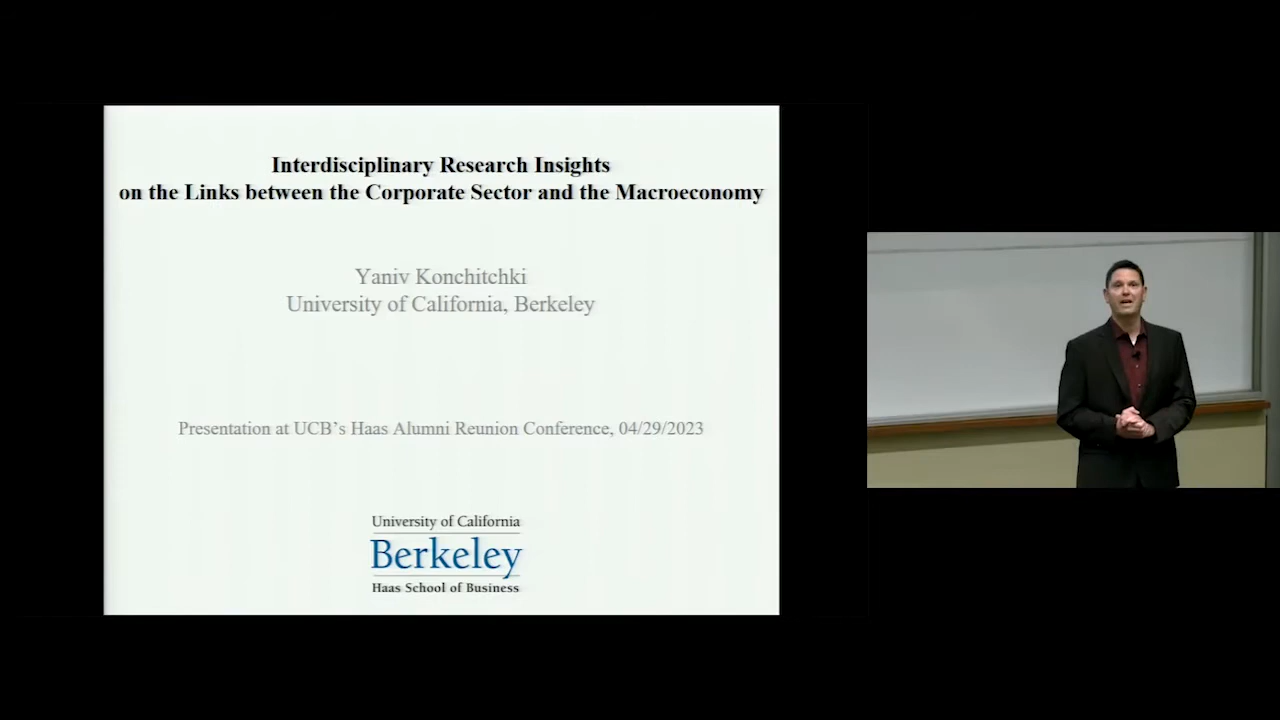 Interdisciplinary Research Insights
on the Links between the Corporate Sector and the Macroeconomy
Yaniv Konchitchki
University of California, Berkeley
Presentation at UCB’s Haas Alumni Reunion Conference, 04/29/2023
University of California
Berkeley
Haas School of Business